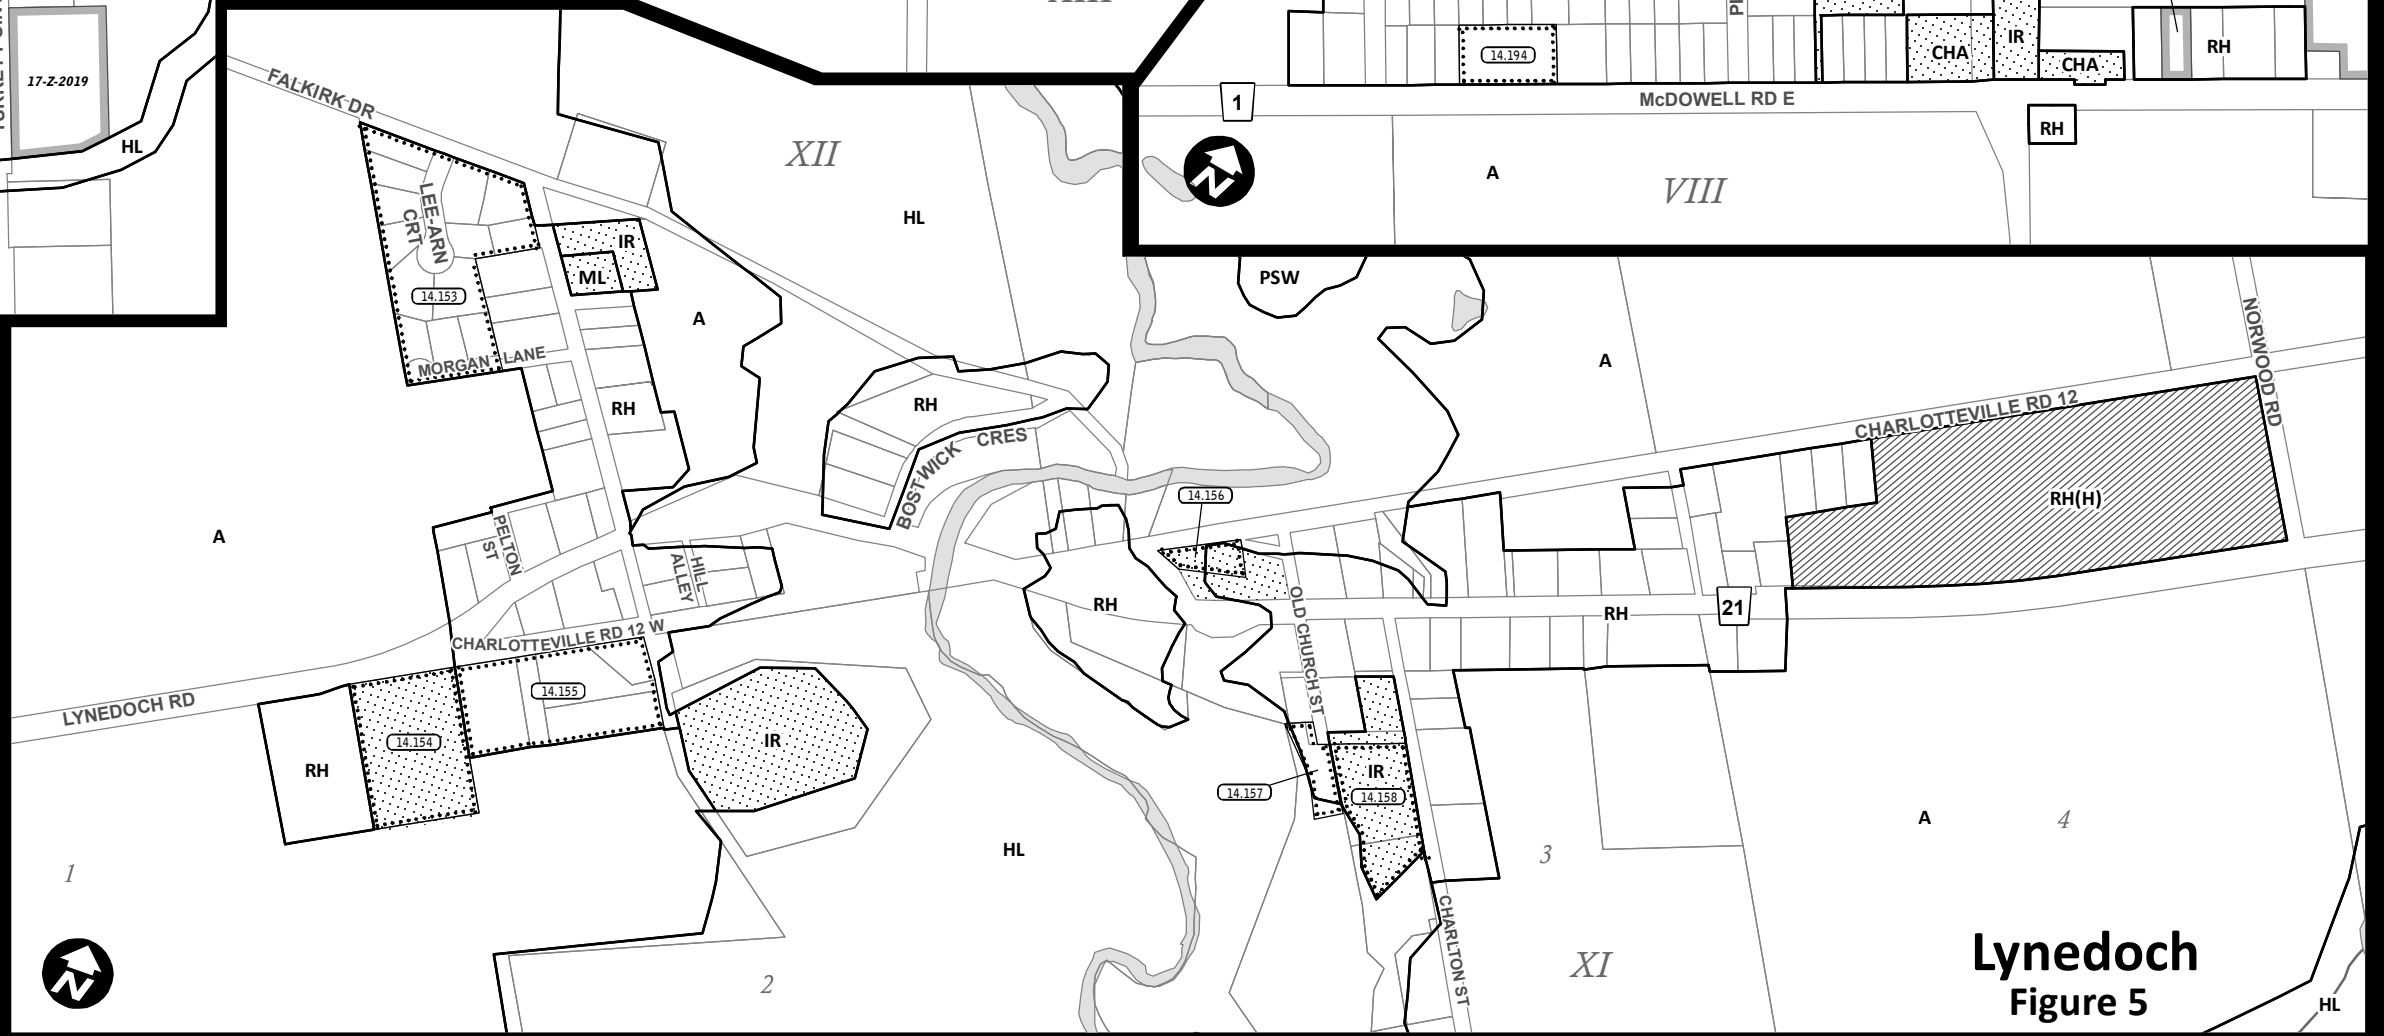 17-Z-2019
HL
14.194
CHA
IR
CHA
RH
1
McDOWELL RD E
RH
N
A
VIII
FALKIRK DR
XII
HL
LEE-ARN
CRT
IR
ML
14.153
A
MORGAN LANE
RH
PSW
A
NORWOOD RD
RH
BOSTWICK CRES
CHARLOTTEVILLE RD 12
14.156
RH(H)
A
PELTON
ST
HILL
ALLEY
RH
OLD CHURCH ST
RH
21
CHARLOTTEVILLE RD 12 W
LYNEDOCH RD
14.155
14.154
RH
IR
IR
14.157
14.158
A
4
HL
3
1
CHARLTON ST
XI
N
2
Lynedoch
Figure 5
HL